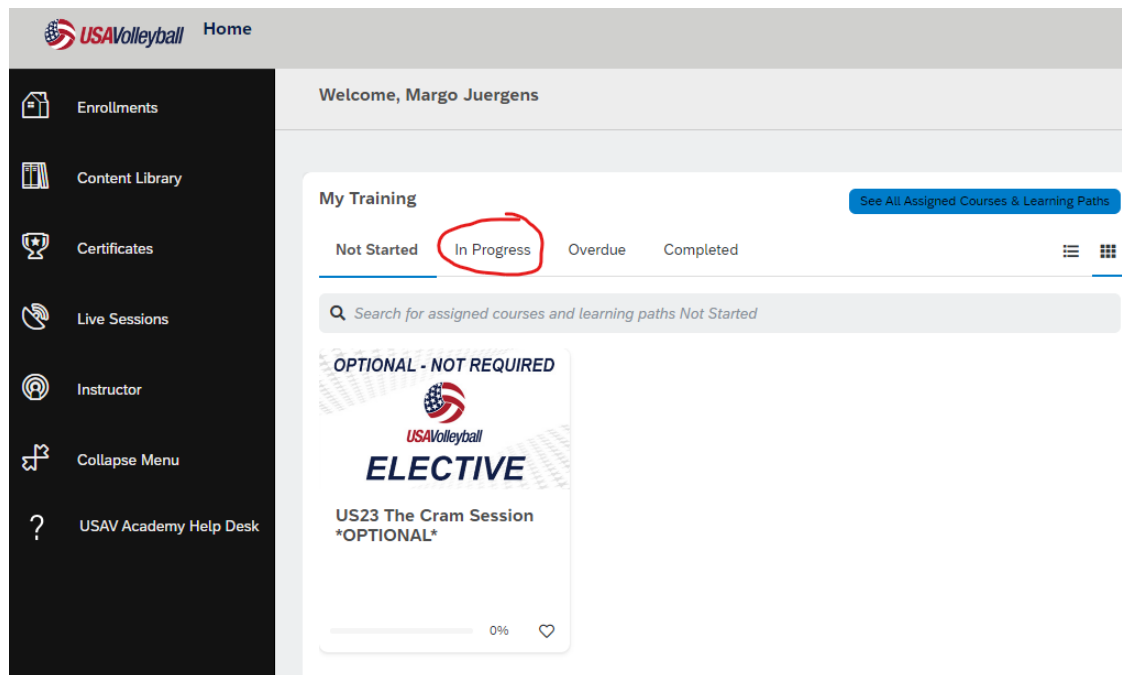 USAVolleyball Home
Enrollments
Content Library
Certificates
Live Sessions
Instructor
Collapse Menu
? USAV Academy Help Desk
Welcome, Margo Juergens
My Training
See All Assigned Courses & Learning Paths
Not Started In Progress Overdue Completed
Search for assigned courses and learning paths Not Started
OPTIONAL - NOT REQUIRED
USAVolleyball
ELECTIVE
US23 The Cram Session
*OPTIONAL*
0%